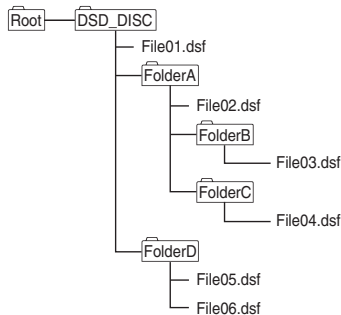 Root DSD_DISC
File01.dsf
FolderA
File02.dsf
FolderB
File03.dsf
FolderC
File04.dsf
FolderD
File05.dsf
File06.dsf